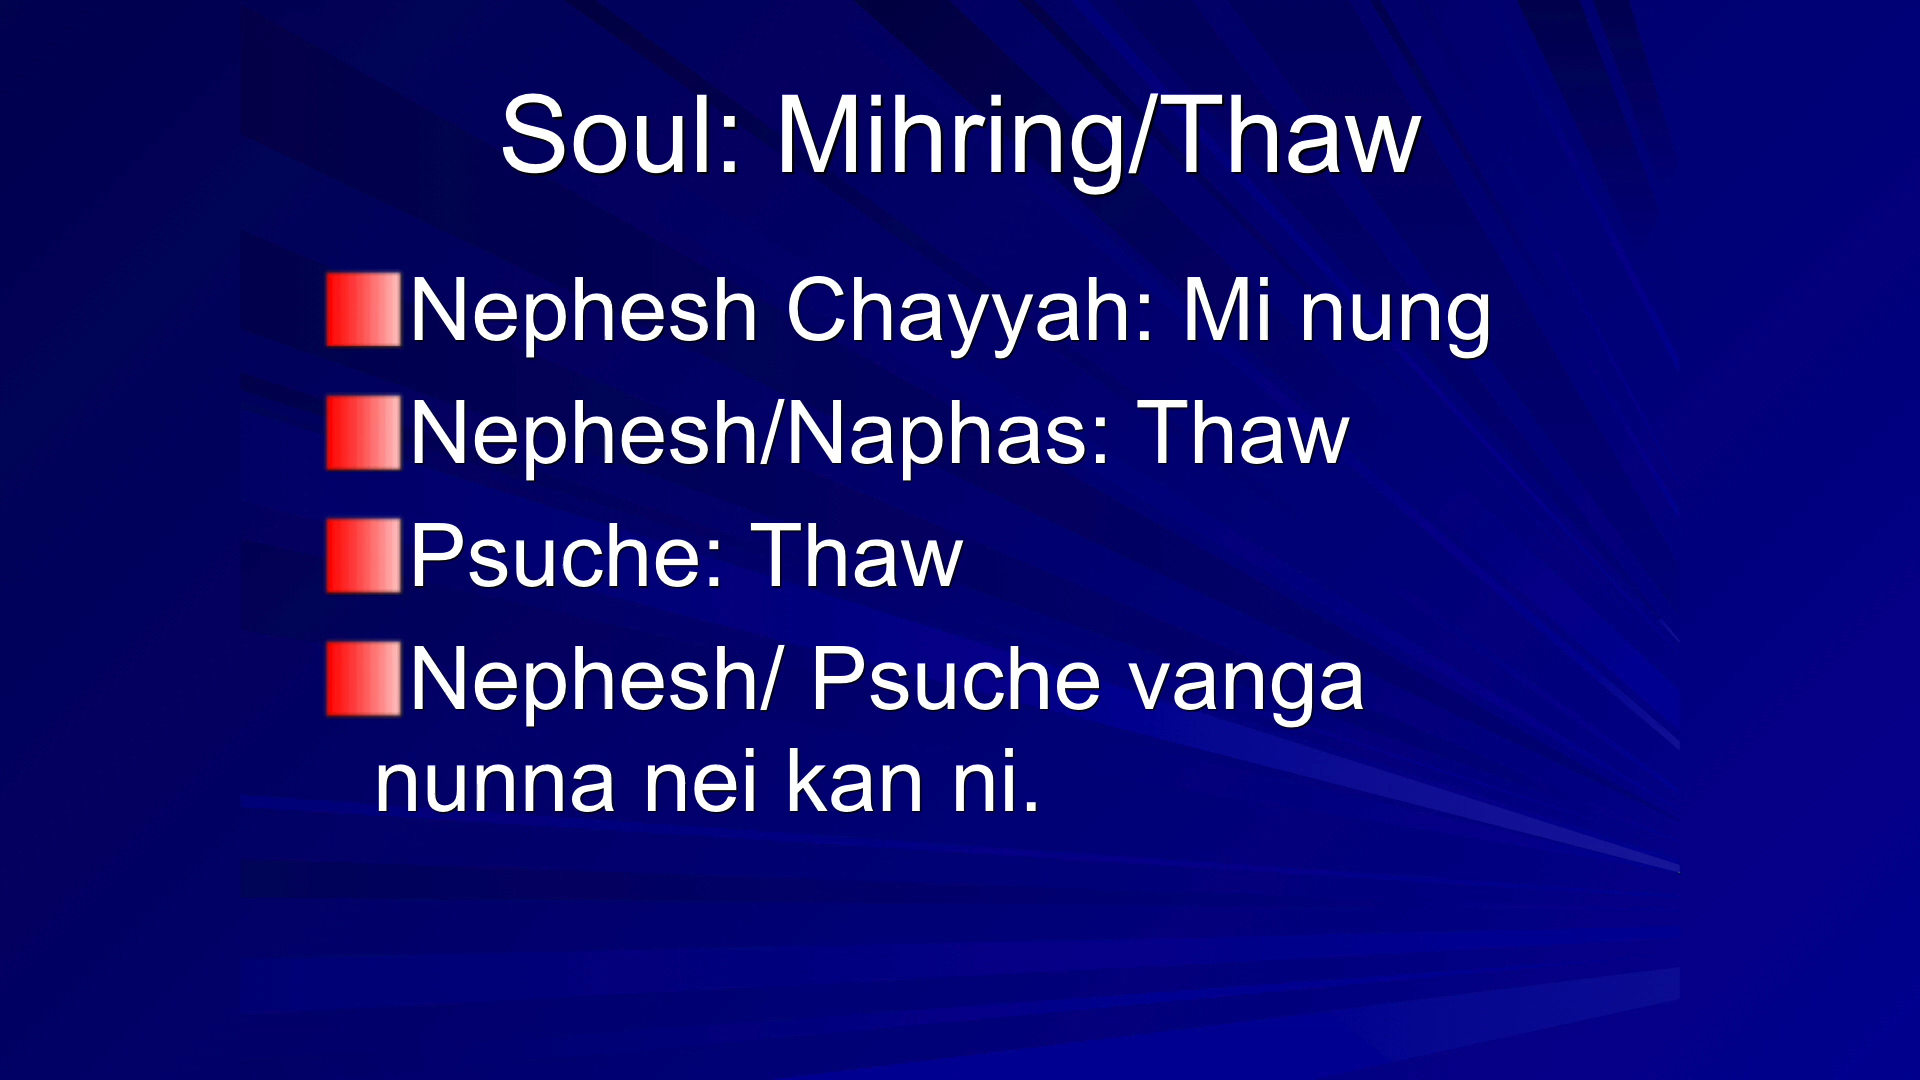 Soul: Mihring/Thaw
Nephesh Chayyah: Mi nung
Nephesh/Naphas: Thaw
Psuche: Thaw
Nephesh/ Psuche vanga
nunna nei kan ni.